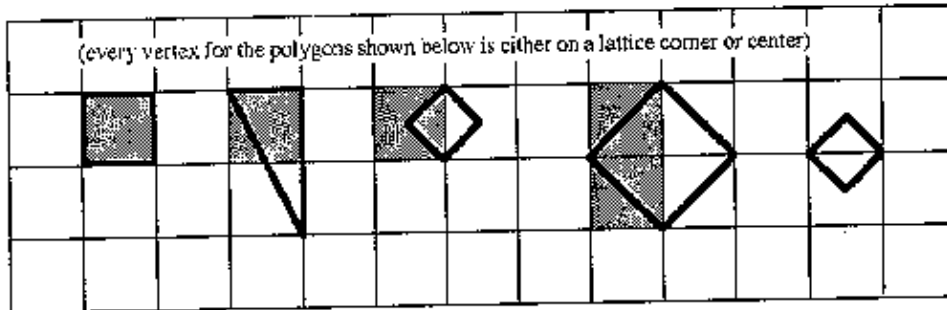 (every vertex for the polygons shown below is either on a lattice corner or center)